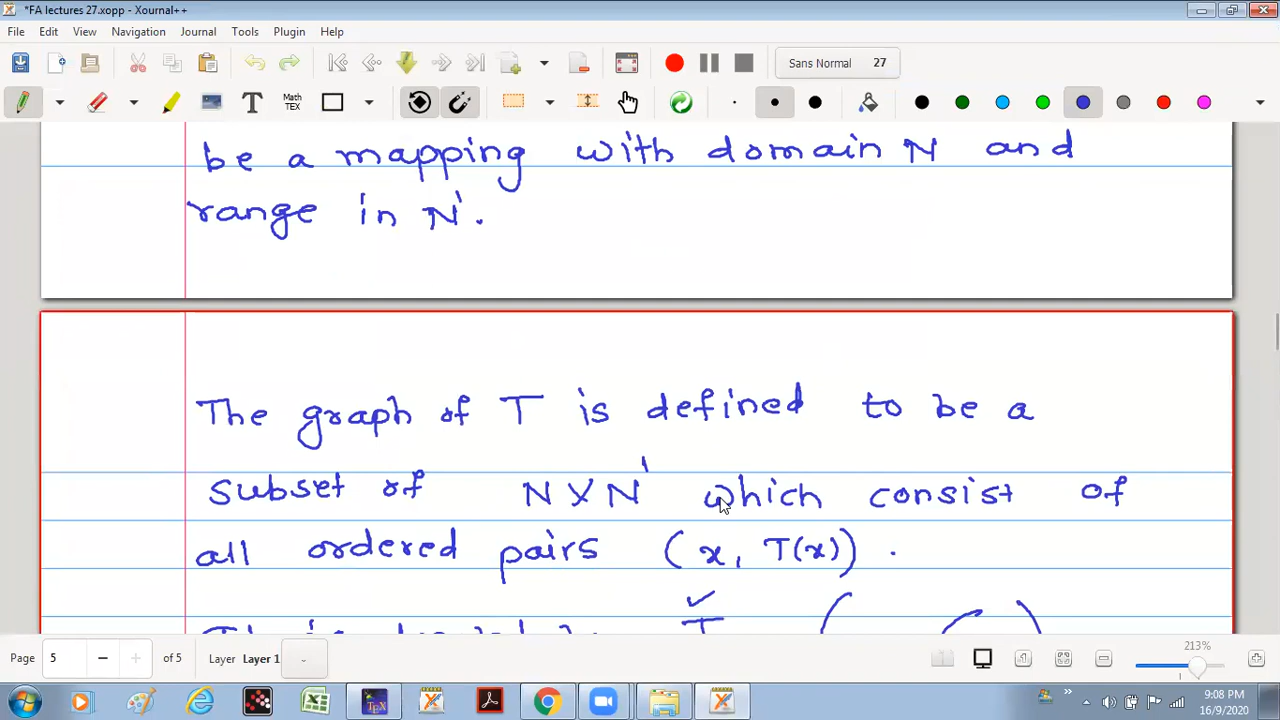 *FA lectures 27.xopp - Xournal++
File Edit View Navigation Journal Tools Plugin Help
Sans Normal 27
Math TEX
be a mapping with domain N and
range in N'.
The graph of T is defined to be a
subset of N X N' which consist of
all ordered pairs (x, T(x)).
T
Page 5 of 5 Layer Layer 1 213%
9:08 PM
16/9/2020